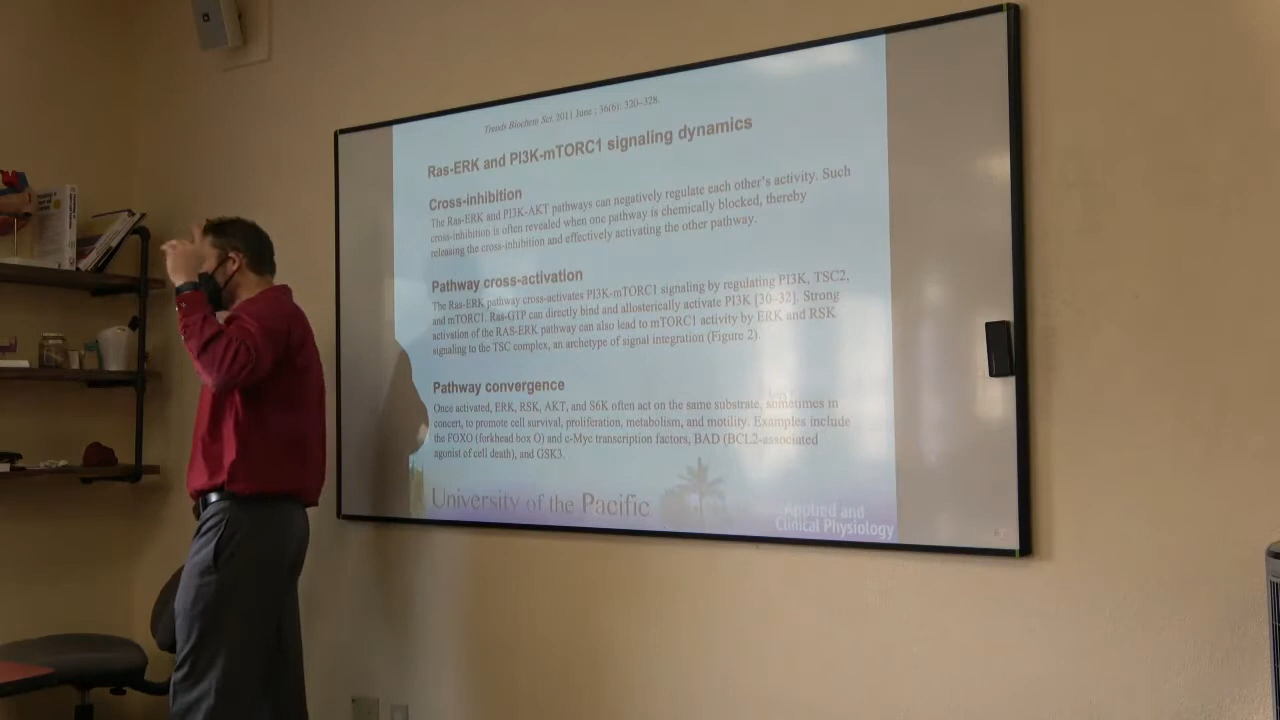 Trends Biochem Sci. 2011 June ; 36(6): 320–328.
Ras-ERK and PI3K-mTORC1 signaling dynamics
Cross-inhibition
The Ras-ERK and PI3K-AKT pathways can negatively regulate each other's activity. Such
cross-inhibition is often revealed when one pathway is chemically blocked, thereby
releasing the cross-inhibition and effectively activating the other pathway.
Pathway cross-activation
The Ras-ERK pathway cross-activates PI3K-mTORC1 signaling by regulating PI3K, TSC2,
and mTORC1. Ras-GTP can directly bind and allosterically activate PI3K [30–32]. Strong
activation of the RAS-ERK pathway can also lead to mTORC1 activity by ERK and RSK
signaling to the TSC complex, an archetype of signal integration (Figure 2).
Pathway convergence
Once activated, ERK, RSK, AKT, and S6K often act on the same substrate, sometimes in
concert, to promote cell survival, proliferation, metabolism, and motility. Examples include
the FOXO (forkhead box O) and c-Myc transcription factors, BAD (BCL2-associated
agonist of cell death), and GSK3.
University of the Pacific
Applied and
Clinical Physiology